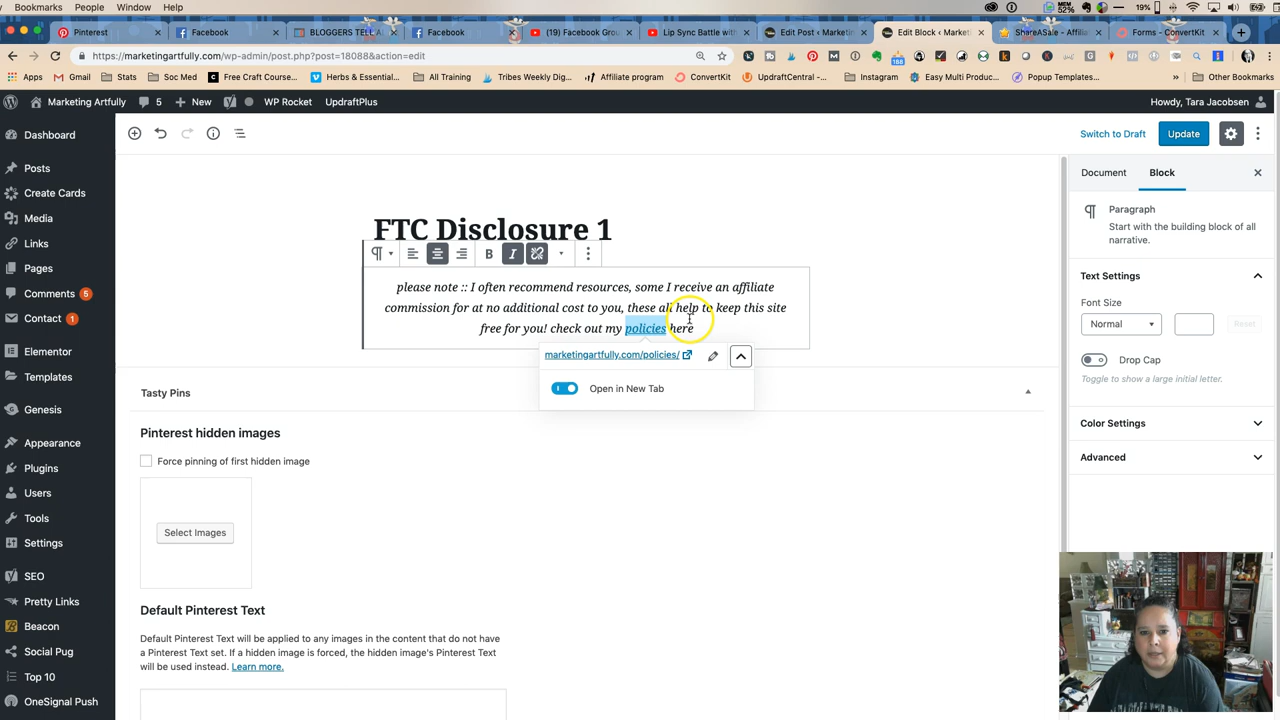 Bookmarks People Window Help
19%
Pinterest
Facebook
BLOGGERS TELL A
Facebook
(19) Facebook Grou
Lip Sync Battle with
Edit Post ‹ Marketin
Edit Block ‹ Market
ShareASale - Affilia
Forms - ConvertKit
https://marketingartfully.com/wp-admin/post.php?post=18088&action=edit
Apps
Gmail
Stats
Soc Med
Free Craft Course...
Herbs & Essential...
All Training
Tribes Weekly Dig...
Affiliate program
ConvertKit
UpdraftCentral -...
Instagram
Easy Multi Produc...
Popup Templates...
»
Other Bookmarks
Marketing Artfully
5
New
WP Rocket
UpdraftPlus
Howdy, Tara Jacobsen
Dashboard
Posts
Create Cards
Media
Links
Pages
Comments 5
Contact 1
Elementor
Templates
Genesis
Appearance
Plugins
Users
Tools
Settings
SEO
Pretty Links
Beacon
Social Pug
Top 10
OneSignal Push
Switch to Draft
Update
FTC Disclosure 1
B I
please note :: I often recommend resources, some I receive an affiliate
commission for at no additional cost to you, these all help to keep this site
free for you! check out my policies here
marketingartfully.com/policies/
Open in New Tab
Tasty Pins
Pinterest hidden images
Force pinning of first hidden image
Select Images
Default Pinterest Text
Default Pinterest Text will be applied to any images in the content that do not have
a Pinterest Text set. If a hidden image is forced, the hidden image's Pinterest Text
will be used instead. Learn more.
Document
Block
Paragraph
Start with the building block of all
narrative.
Text Settings
Font Size
Normal
Reset
Drop Cap
Toggle to show a large initial letter.
Color Settings
Advanced